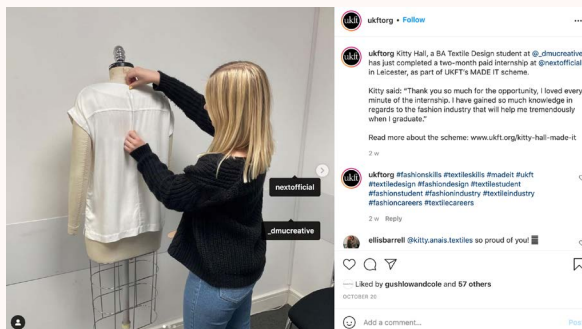 nextofficial
_dmucreative
ukft
ukftorg • Follow
ukft
ukftorg Kitty Hall, a BA Textile Design student at @_dmucreative
has just completed a two-month paid internship at @nextofficial
in Leicester, as part of UKFT's MADE IT scheme.
Kitty said: "Thank you so much for the opportunity, I loved every
minute of the internship. I have gained so much knowledge in
regards to the fashion industry that will help me tremendously
when I graduate."
Read more about the scheme: www.ukft.org/kitty-hall-made-it
2 w
ukft
ukftorg #fashionskills #textileskills #madeit #ukft
#textiledesign #fashiondesign #textilestudent
#fashionstudent #fashionindustry #textileindustry
#fashioncareers #textilecareers
2 w Reply
ellisbarrell @kitty.anais.textiles so proud of you!
Liked by gushlowandcole and 57 others
OCTOBER 20
Add a comment...
Post